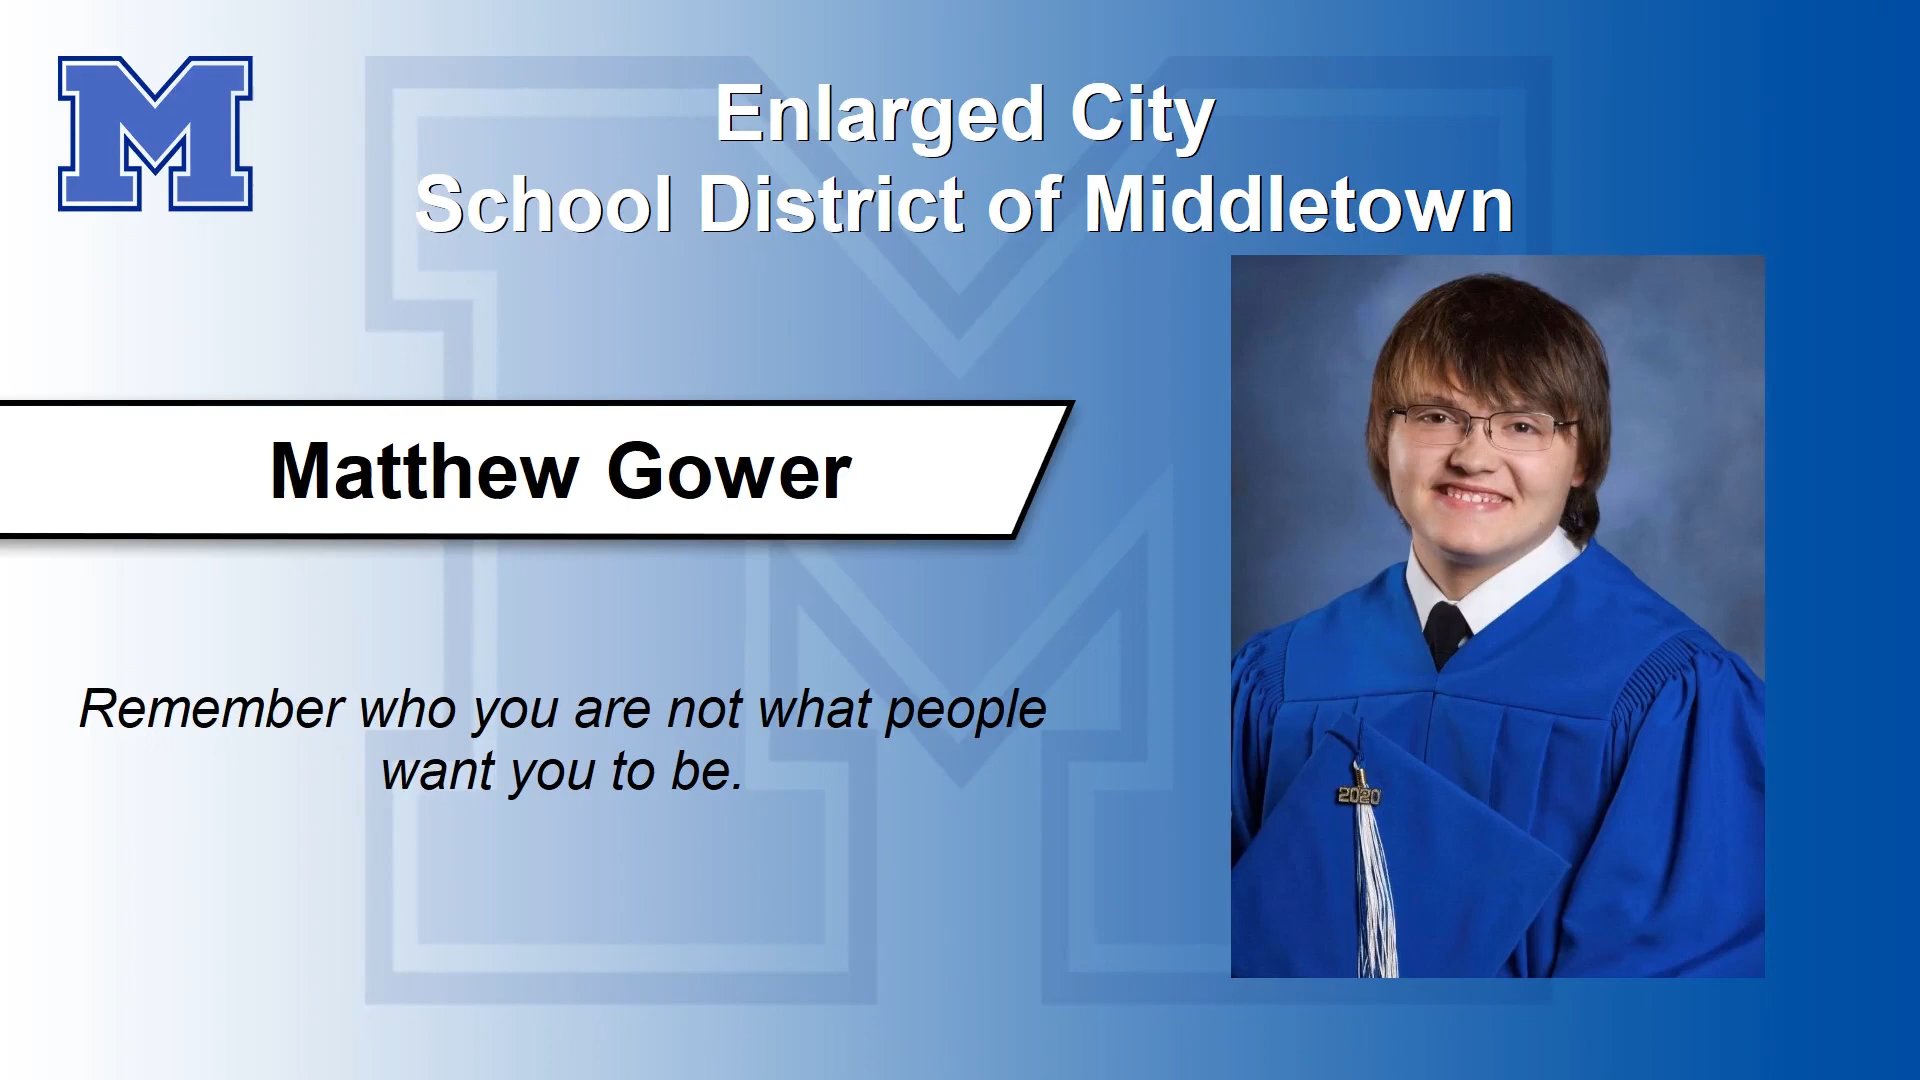 M
Enlarged City
School District of Middletown
Matthew Gower
Remember who you are not what people
want you to be.
2020